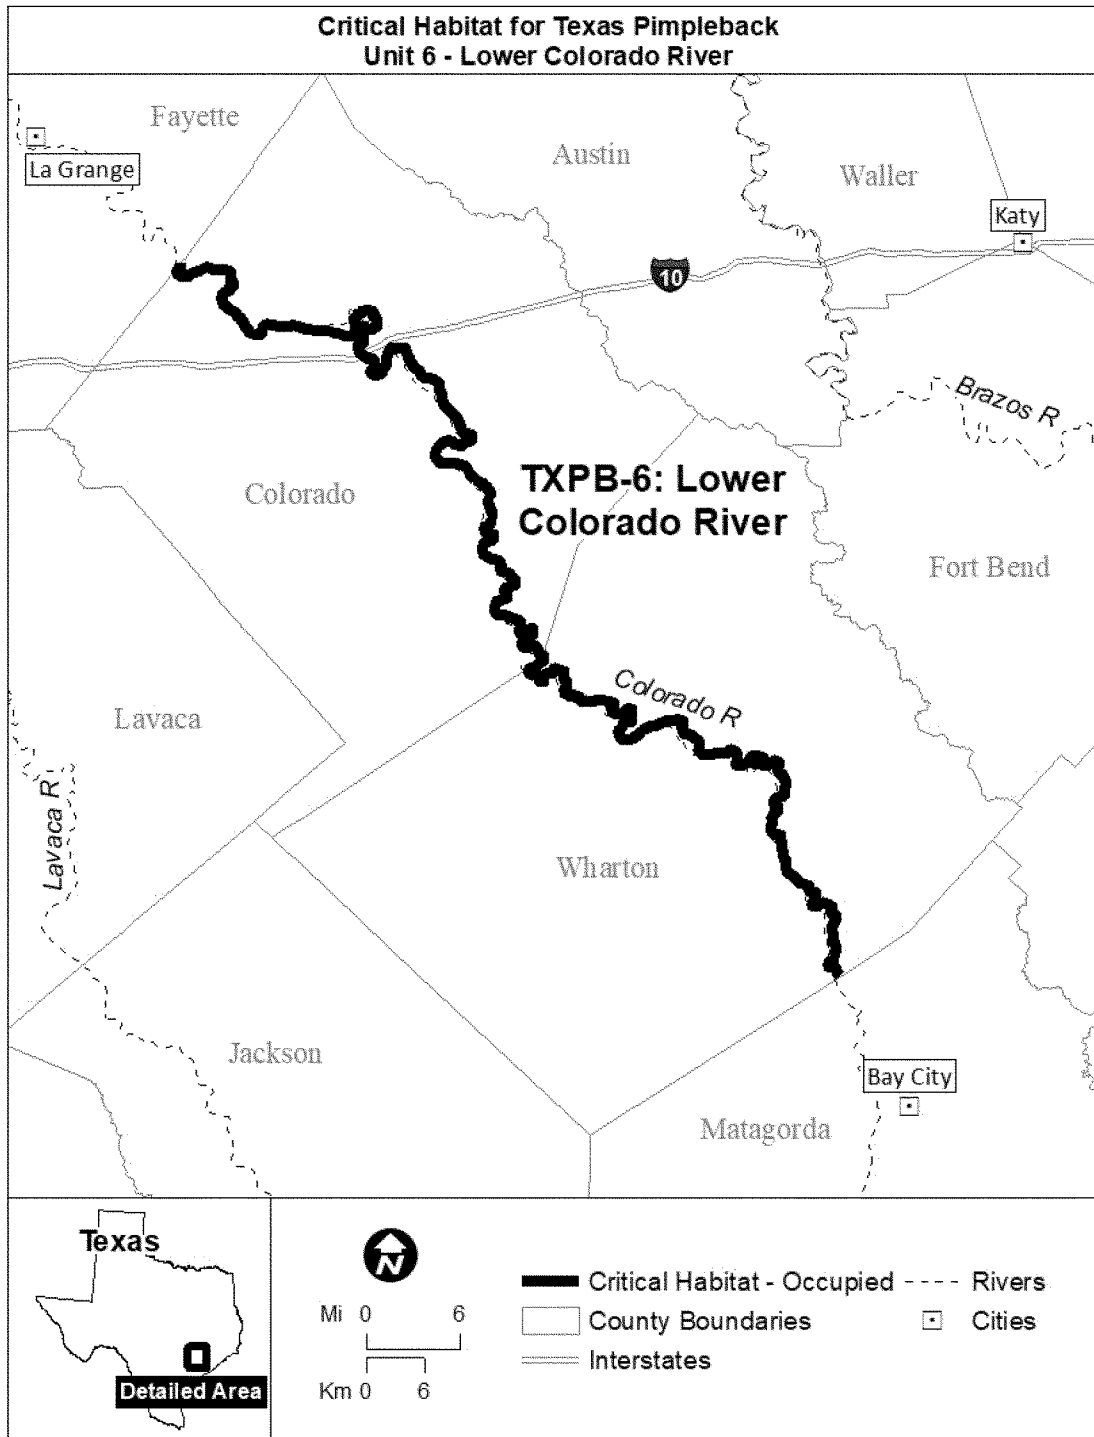 Critical Habitat for Texas Pimpleback
Unit 6 - Lower Colorado River
Fayette
La Grange
Austin
Waller
Katy
10
Brazos R
Colorado
TXPB-6: Lower
Colorado River
Fort Bend
Colorado R
Lavaca
Lavaca R
Wharton
Jackson
Bay City
Matagorda
Texas
Detailed Area
N
Mi 0 6
Km 0 6
Critical Habitat - Occupied
County Boundaries
Interstates
Rivers
Cities